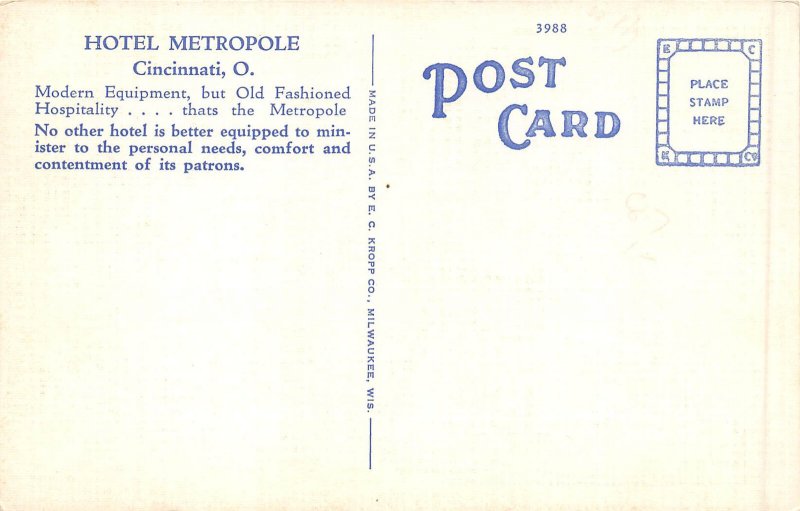 HOTEL METROPOLE
Cincinnati, O.
Modern Equipment, but Old Fashioned
Hospitality . . . . thats the Metropole
No other hotel is better equipped to min-
ister to the personal needs, comfort and
contentment of its patrons.
MADE IN U.S.A. BY E. C. KROPP CO., MILWAUKEE, WIS.
3988
POST
CARD
E C
PLACE
STAMP
HERE
K Co